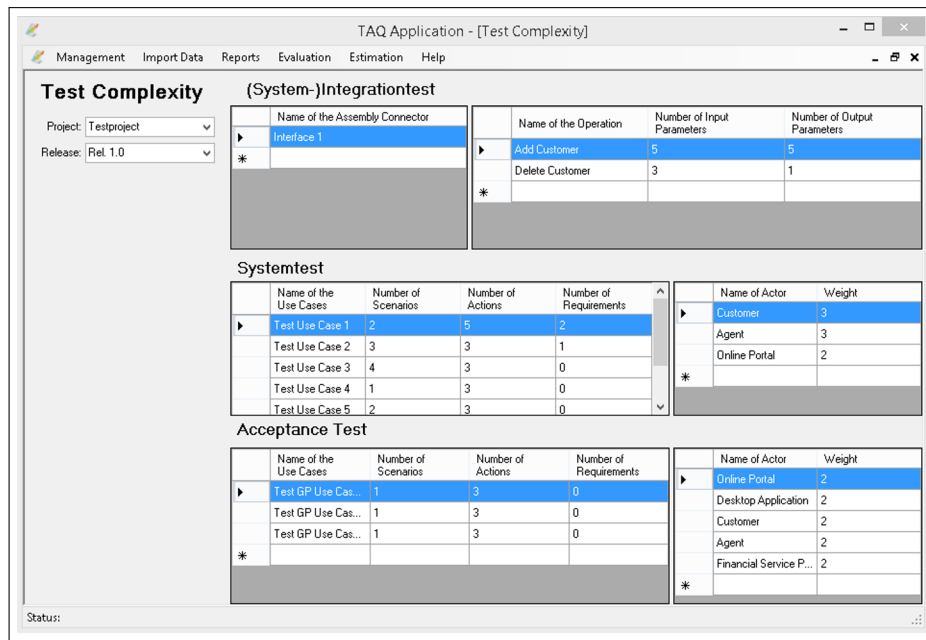 TAQ Application - [Test Complexity]
Management Import Data Reports Evaluation Estimation Help
Test Complexity
Project: Testproject
Release: Rel. 1.0
(System-)Integrationtest
Name of the Assembly Connector
Interface 1
Name of the Operation Number of Input Parameters Number of Output Parameters
Add Customer 5 5
Delete Customer 3 1
Systemtest
Name of the Use Cases Number of Scenarios Number of Actions Number of Requirements
Test Use Case 1 2 5 2
Test Use Case 2 3 3 1
Test Use Case 3 4 3 0
Test Use Case 4 1 3 0
Test Use Case 5 2 3 0
Name of Actor Weight
Customer 3
Agent 3
Online Portal 2
Acceptance Test
Name of the Use Cases Number of Scenarios Number of Actions Number of Requirements
Test GP Use Cas... 1 3 0
Test GP Use Cas... 1 3 0
Test GP Use Cas... 1 3 0
Name of Actor Weight
Online Portal 2
Desktop Application 2
Customer 2
Agent 2
Financial Service P... 2
Status: